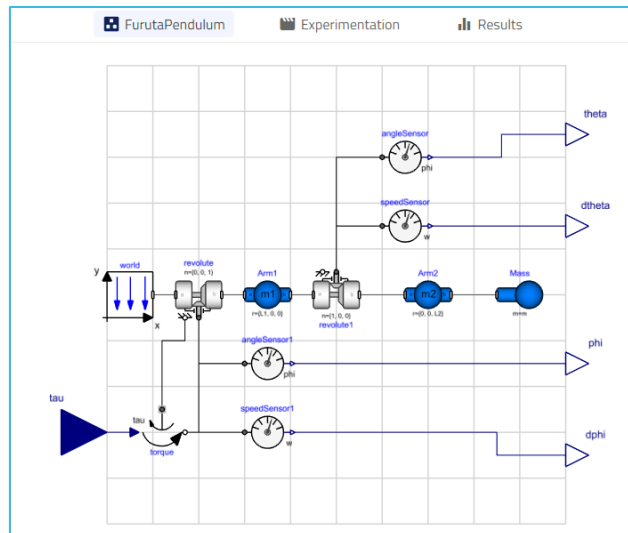 FurutaPendulum Experimentation Results
theta
angleSensor
phi
dtheta
speedSensor
w
world
y
x
revolute
n={0, 0, 1}
a b
Arm1
m1
r={L1, 0, 0}
a b
n={1, 0, 0}
revolute1
Arm2
m2
r={0, 0, L2}
Mass
m=m
angleSensor1
phi
phi
tau
tau
torque
speedSensor1
w
dphi